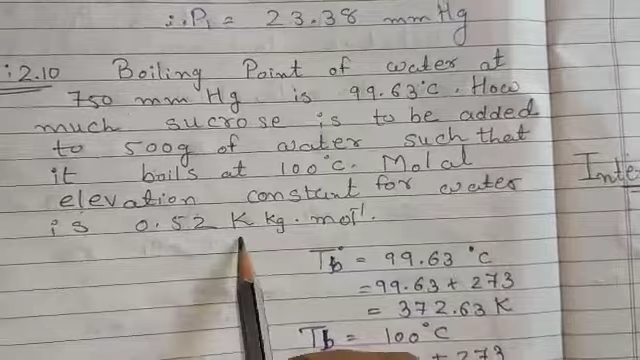 ∴ P₁ = 23.38 mm Hg
: 2.10 Boiling Point of water at
750 mm Hg is 99.63°C. How
much sucrose is to be added
to 500g of water such that
it boils at 100°C. Molal
elevation constant for water
is 0.52 K kg. mol⁻¹.
Inte
Tb° = 99.63 °C
= 99.63 + 273
= 372.63 K
Tb = 100°C
+ 273